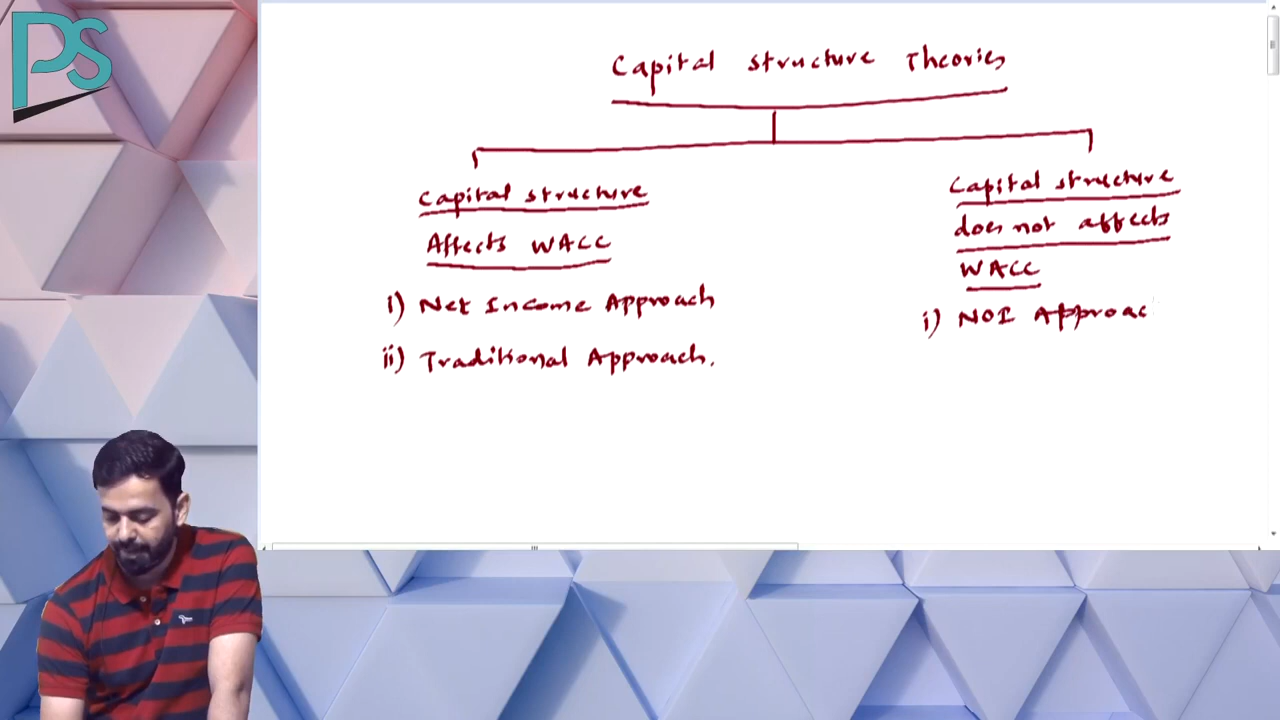 PS
Capital structure Theories
Capital structure
Affects WACC
i) Net Income Approach
ii) Traditional Approach.
Capital structure
does not affects
WACC
i) NOI Approac